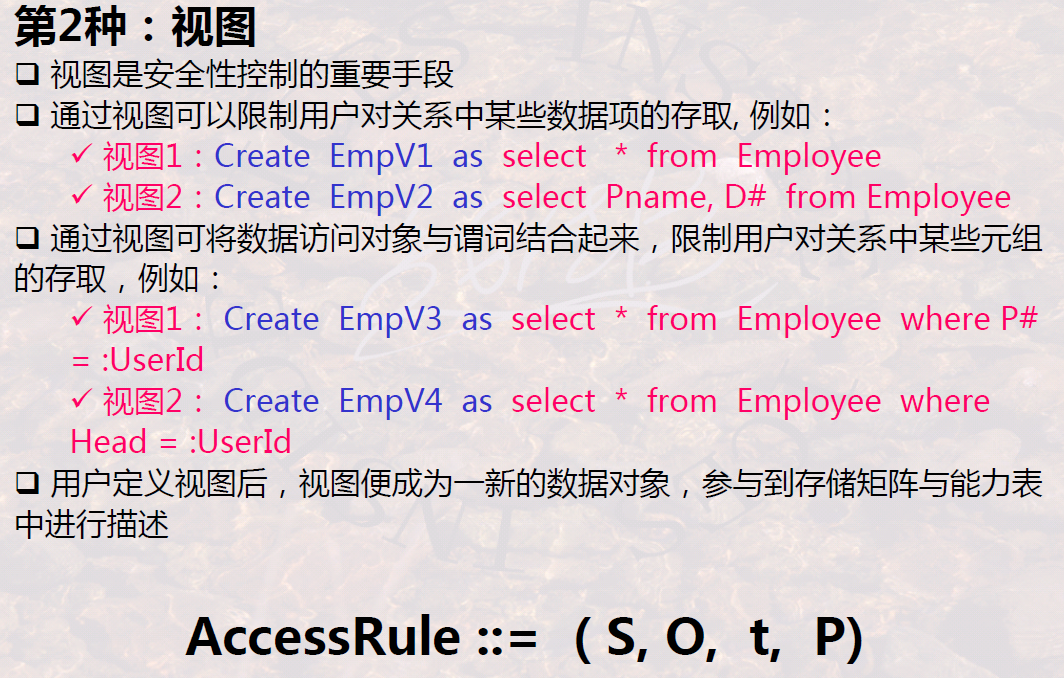 第2种：视图
❑ 视图是安全性控制的重要手段
❑ 通过视图可以限制用户对关系中某些数据项的存取, 例如：
✓ 视图1：Create EmpV1 as select * from Employee
✓ 视图2：Create EmpV2 as select Pname, D# from Employee
❑ 通过视图可将数据访问对象与谓词结合起来，限制用户对关系中某些元组
的存取，例如：
✓ 视图1： Create EmpV3 as select * from Employee where P#
= :UserId
✓ 视图2： Create EmpV4 as select * from Employee where
Head = :UserId
❑ 用户定义视图后，视图便成为一新的数据对象，参与到存储矩阵与能力表
中进行描述
AccessRule ::= ( S, O, t, P)